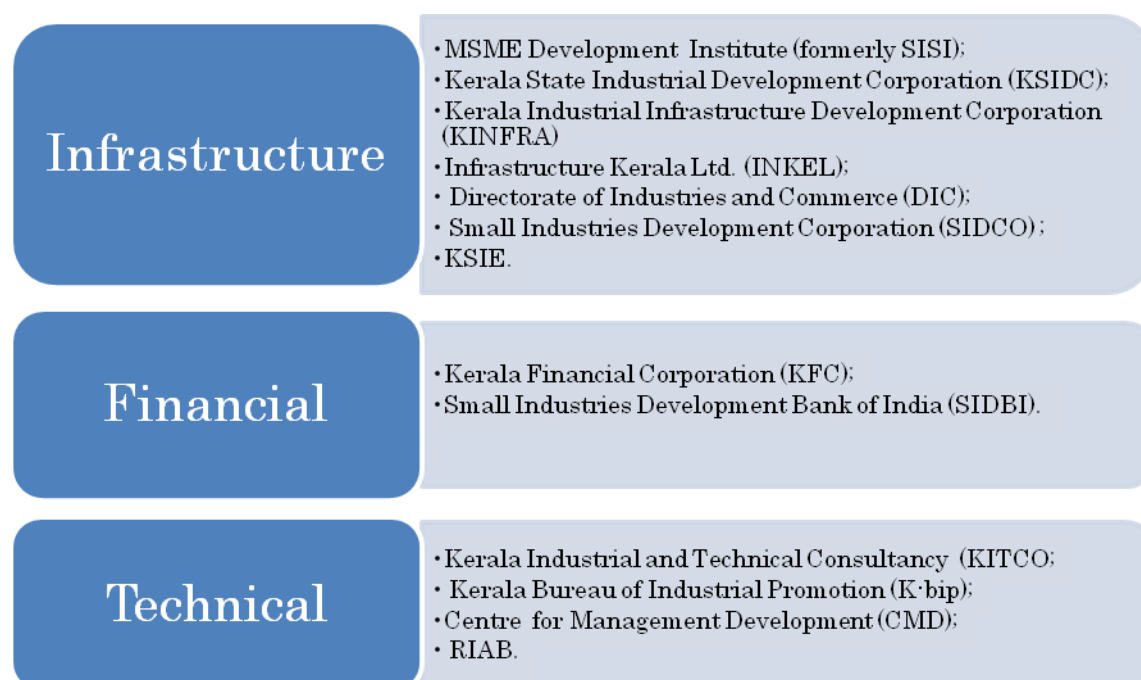 Infrastructure
•MSME Development Institute (formerly SISI);
•Kerala State Industrial Development Corporation (KSIDC);
•Kerala Industrial Infrastructure Development Corporation
(KINFRA)
•Infrastructure Kerala Ltd. (INKEL);
• Directorate of Industries and Commerce (DIC);
• Small Industries Development Corporation (SIDCO);
•KSIE.
Financial
•Kerala Financial Corporation (KFC);
•Small Industries Development Bank of India (SIDBI).
Technical
•Kerala Industrial and Technical Consultancy (KITCO;
• Kerala Bureau of Industrial Promotion (K-bip);
•Centre for Management Development (CMD);
• RIAB.